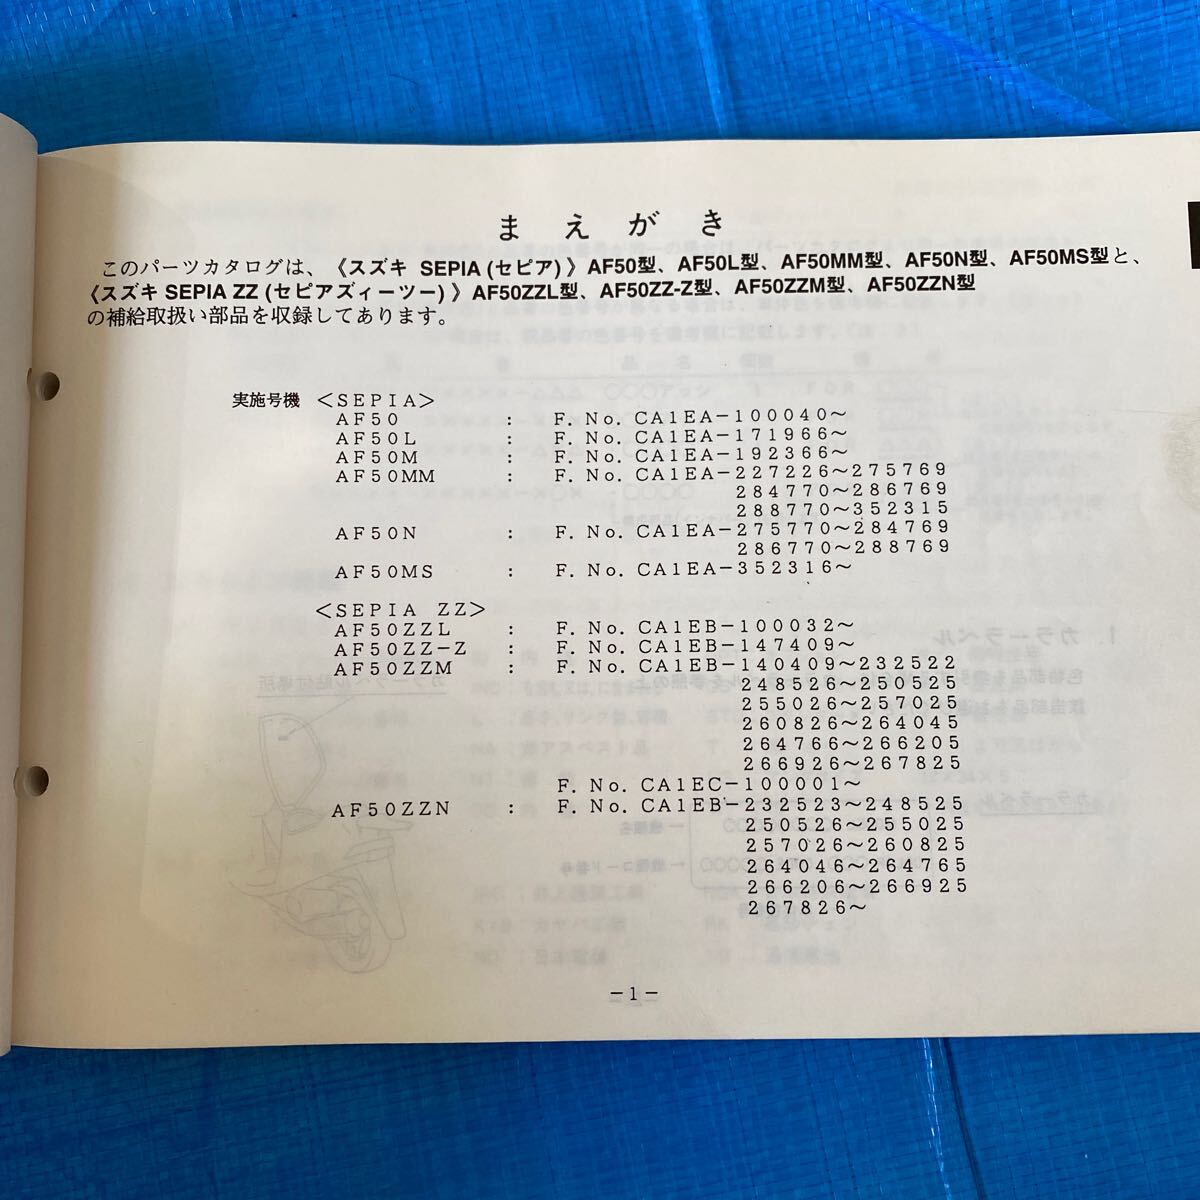 まえがき
このパーツカタログは、《スズキ SEPIA (セピア) 》AF50型、AF50L型、AF50MM型、AF50N型、AF50MS型と、
《スズキ SEPIA ZZ (セピアズィーツー) 》AF50ZZL型、AF50ZZ-Z型、AF50ZZM型、AF50ZZN型
の補給取扱い部品を収録してあります。
実施号機 <SEPIA>
AF50 : F. No. CA1EA-100040~
AF50L : F. No. CA1EA-171966~
AF50M : F. No. CA1EA-192366~
AF50MM : F. No. CA1EA-227226~275769
284770~286769
288770~352315
AF50N : F. No. CA1EA-275770~284769
286770~288769
AF50MS : F. No. CA1EA-352316~
<SEPIA ZZ>
AF50ZZL : F. No. CA1EB-100032~
AF50ZZ-Z : F. No. CA1EB-147409~
AF50ZZM : F. No. CA1EB-140409~232522
248526~250525
255026~257025
260826~264045
264766~266205
266926~267825
F. No. CA1EC-100001~
AF50ZZN : F. No. CA1EB-232523~248525
250526~255025
257026~260825
264046~264765
266206~266925
267826~
-1-